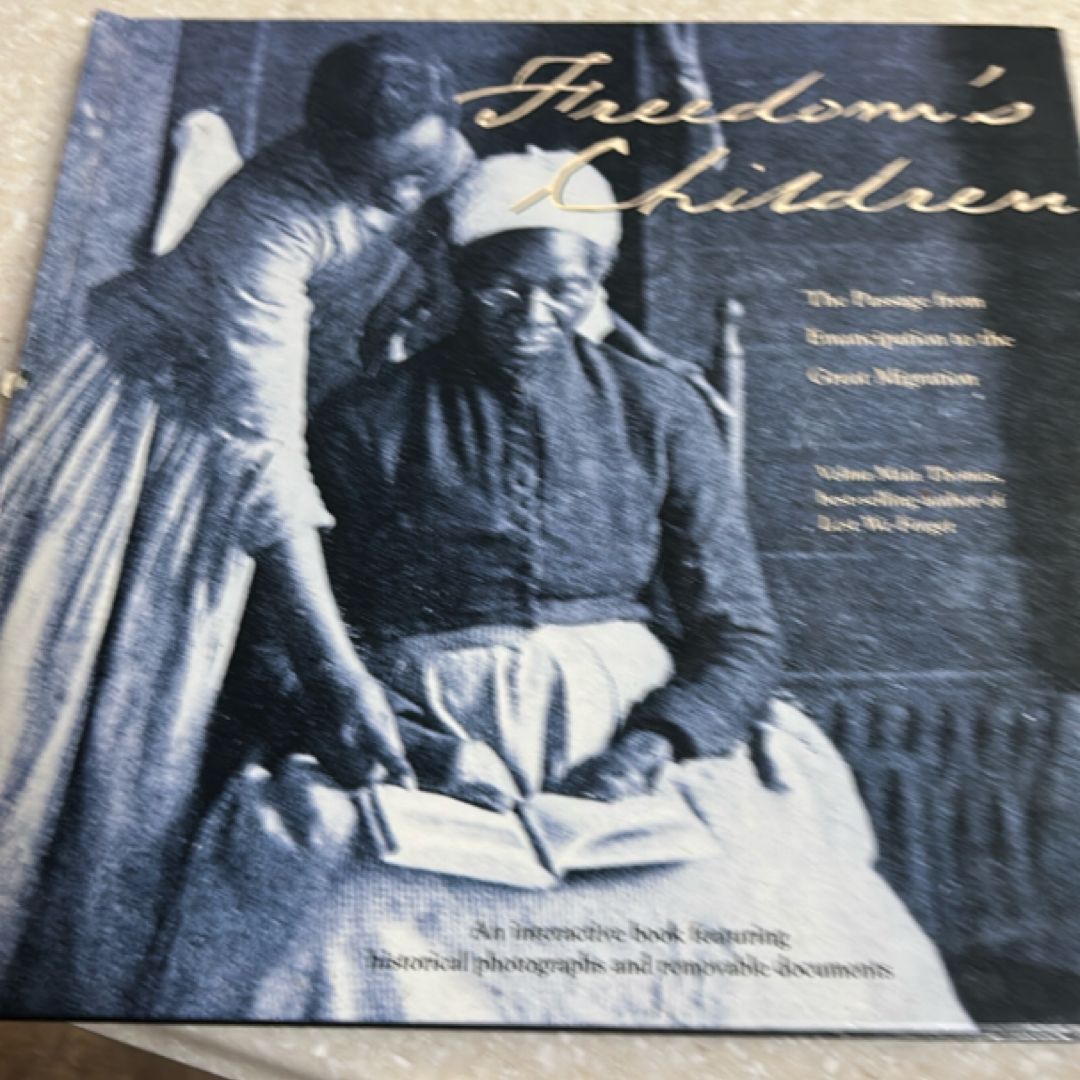 Freedom's
Children
The Passage from
Emancipation to the
Great Migration
Velma Maia Thomas,
bestselling author of
Lest We Forget
An interactive book featuring
historical photographs and removable documents